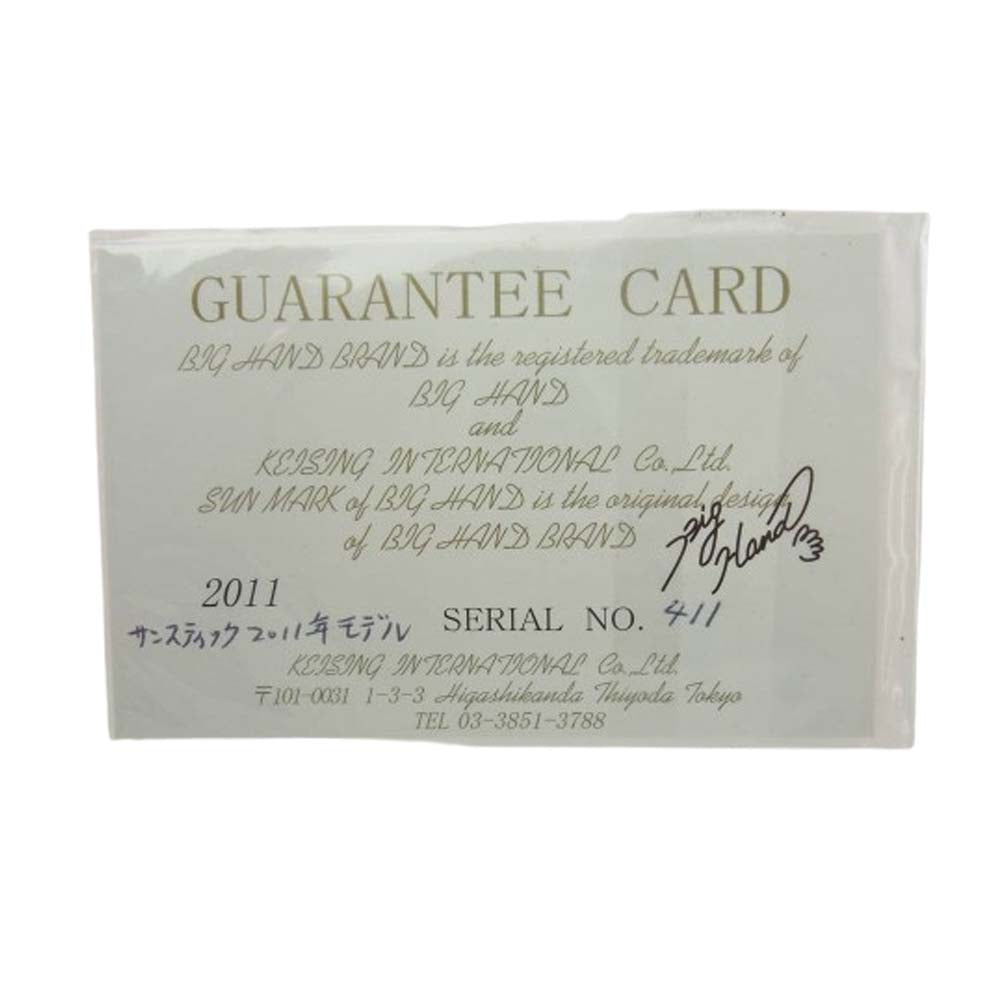 GUARANTEE CARD
BIG HAND BRAND is the registered trademark of
BIG HAND
and
KEISING INTERNATIONAL Co.,Ltd.
SUN MARK of BIG HAND is the original design
of BIG HAND BRAND
Big
Hand
2011
サンスティック2011年モデル
SERIAL NO. 411
KEISING INTERNATIONAL Co.,Ltd.
〒101-0031 1-3-3 Higashikanda Thiyoda Tokyo
TEL 03-3851-3788